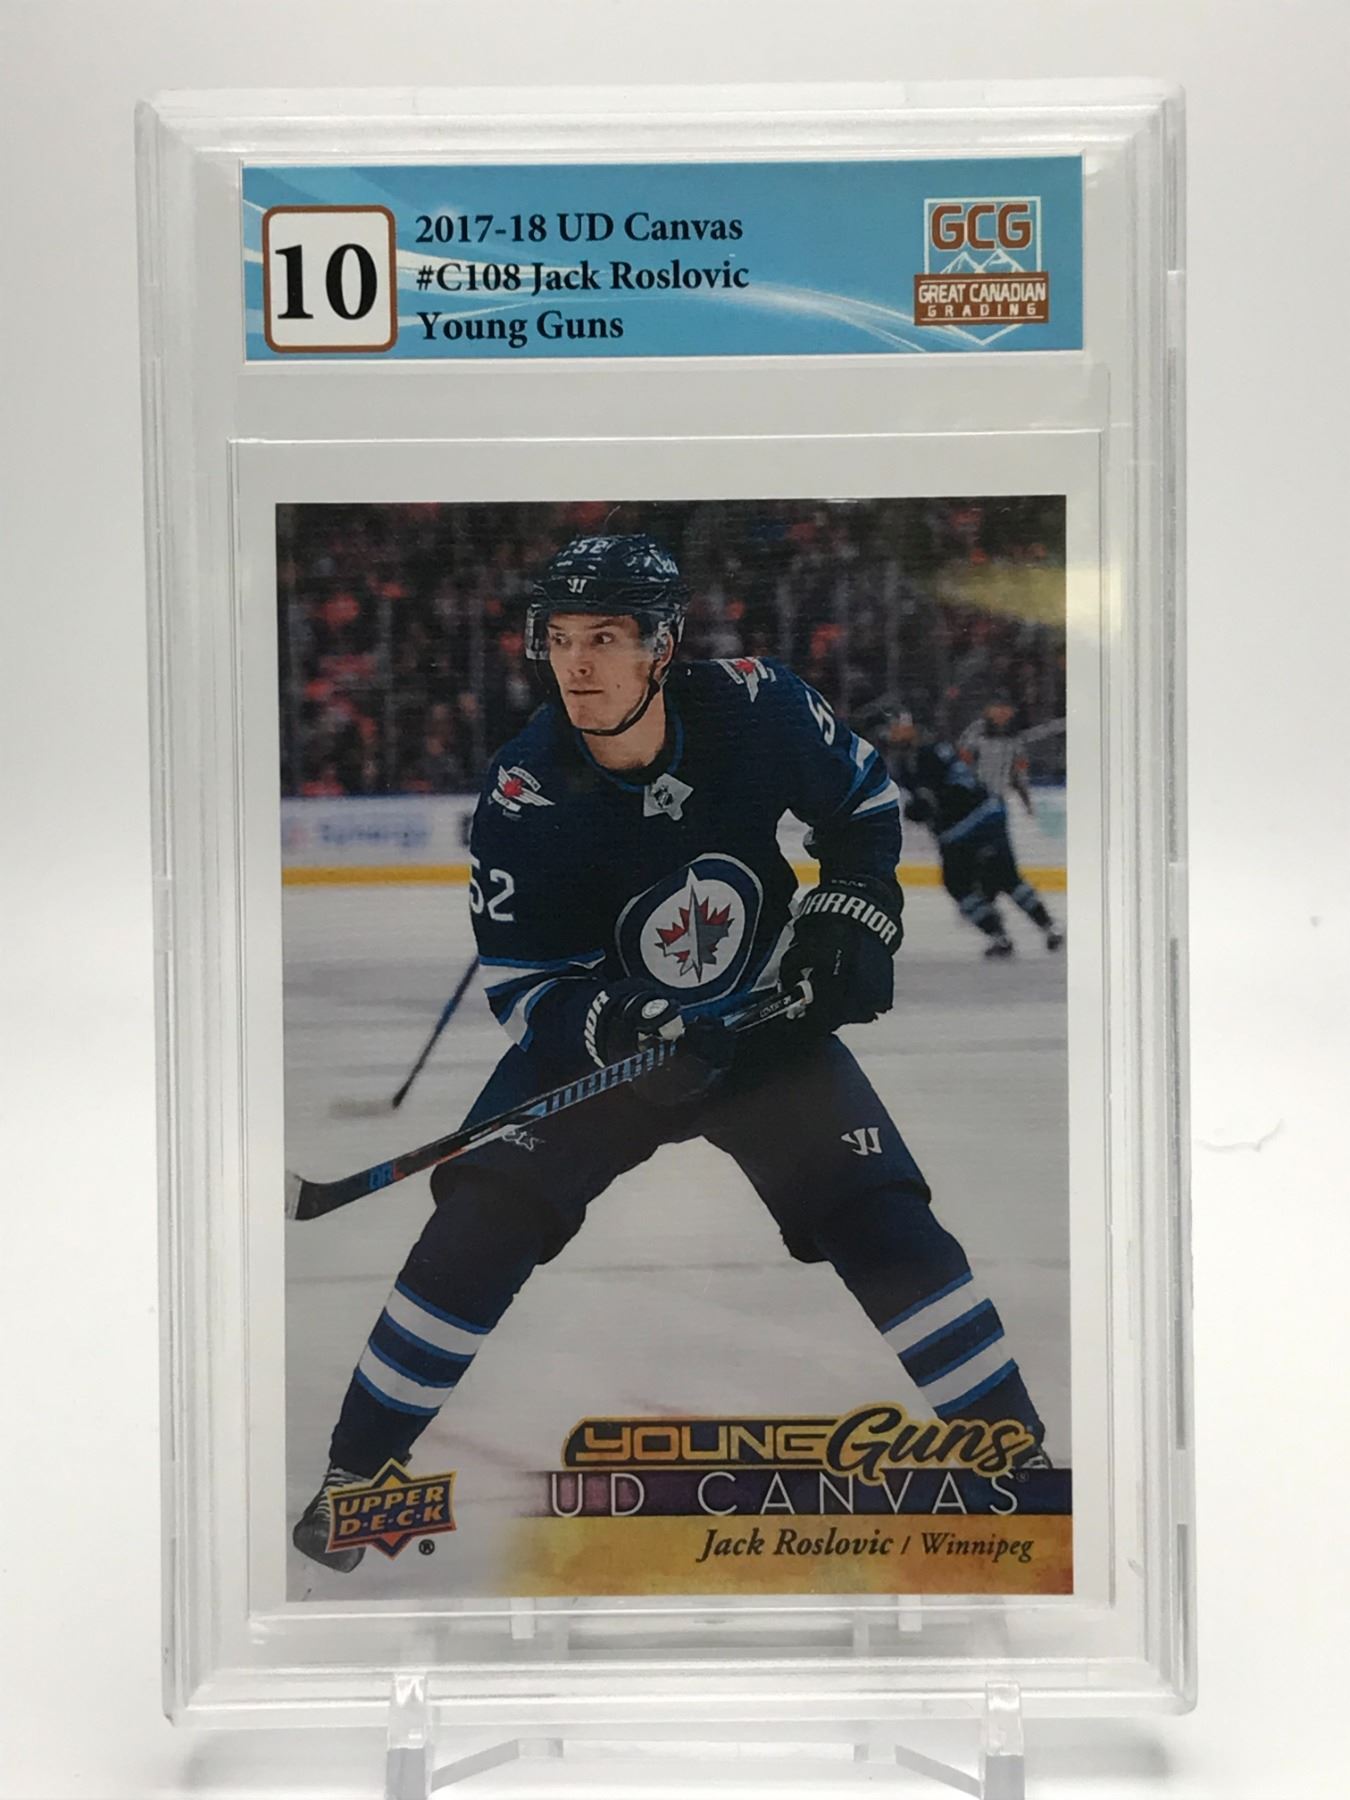 10
2017-18 UD Canvas
#C108 Jack Roslovic
Young Guns
GCG
GREAT CANADIAN
GRADING
52
52
WARRIOR
YOUNG Guns
UD CANVAS®
UPPER
D·E·C·K
®
Jack Roslovic / Winnipeg